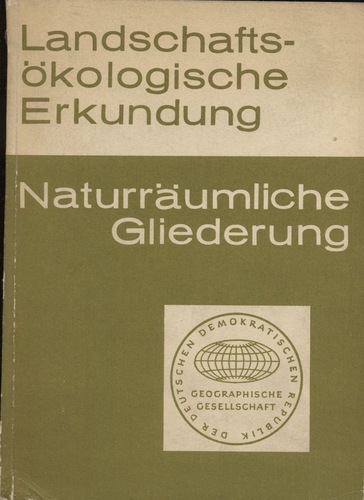 Landschafts-
ökologische
Erkundung
Naturräumliche
Gliederung
DER DEUTSCHEN DEMOKRATISCHEN REPUBLIK
GEOGRAPHISCHE
GESELLSCHAFT